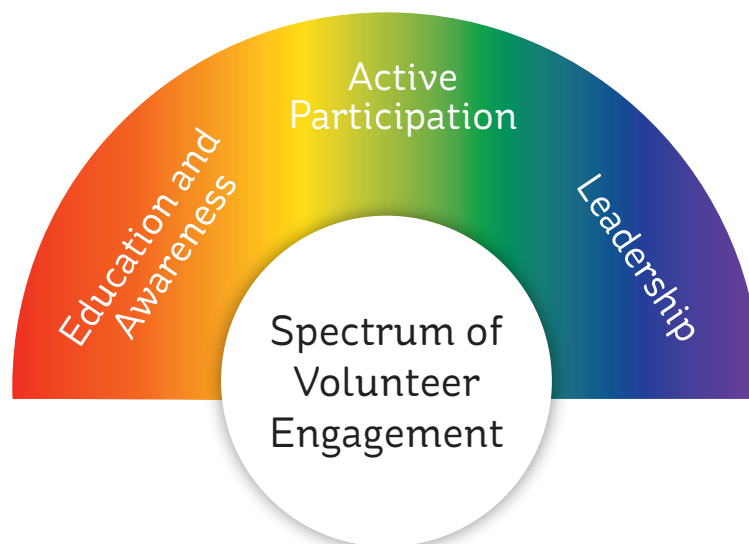 Education and
Awareness
Active
Participation
Leadership
Spectrum of
Volunteer
Engagement